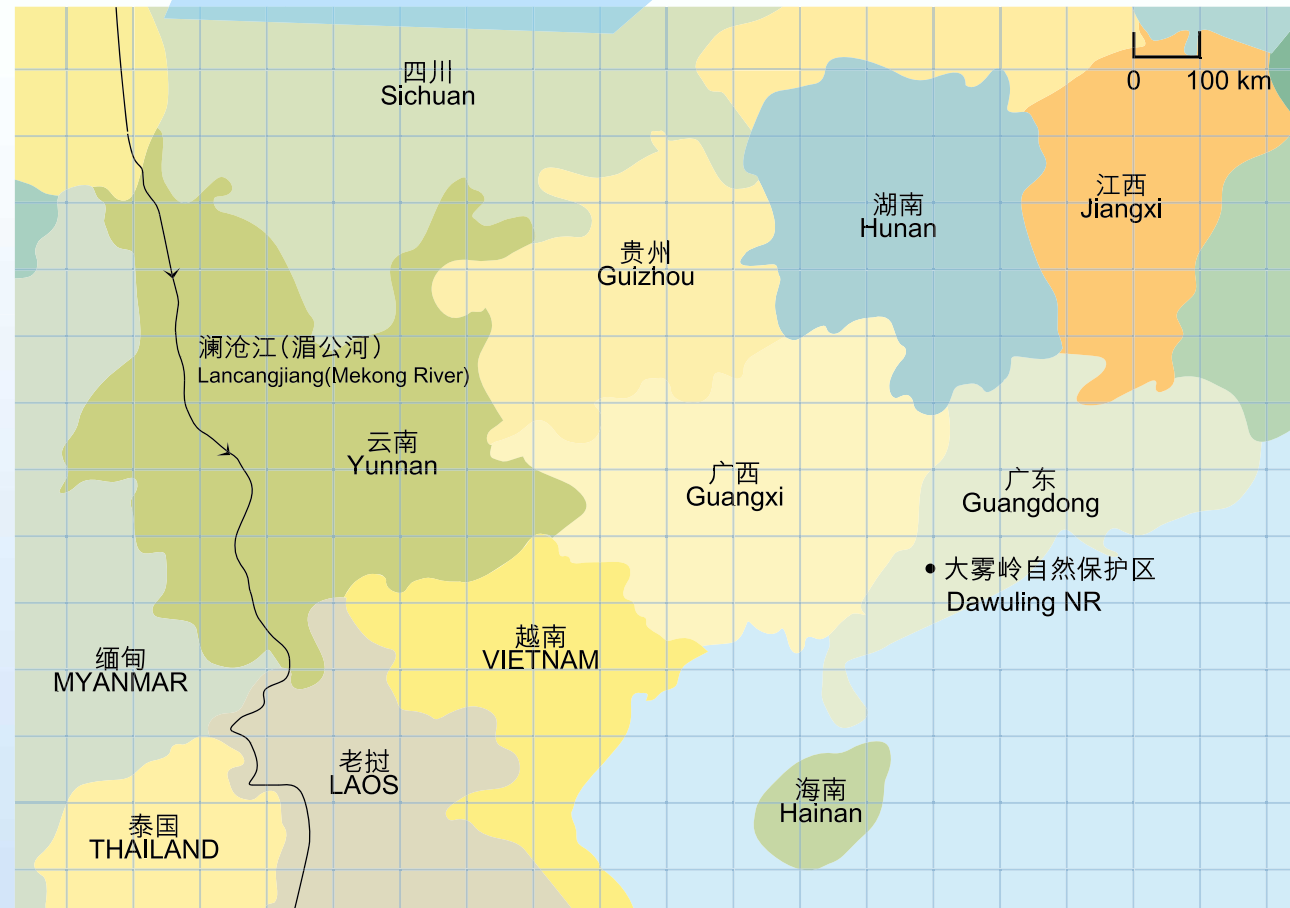 四川
Sichuan
0 100 km
江西
Jiangxi
湖南
Hunan
贵州
Guizhou
澜沧江(湄公河)
Lancangjiang(Mekong River)
云南
Yunnan
广西
Guangxi
广东
Guangdong
大雾岭自然保护区
Dawuling NR
越南
VIETNAM
缅甸
MYANMAR
老挝
LAOS
海南
Hainan
泰国
THAILAND